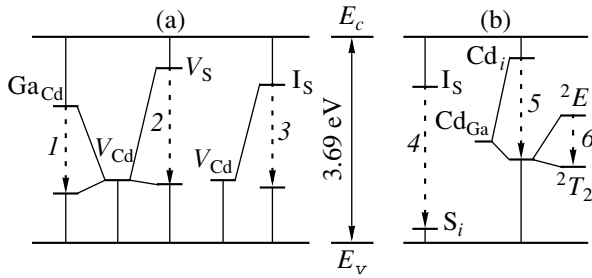 (a)
E_c
(b)
V_S
Cd_i
Ga_Cd
I_S
I_S
^2E
1
V_Cd
2
3
V_Cd
3.69 eV
4
Cd_Ga
5
6
^2T_2
S_i
E_v